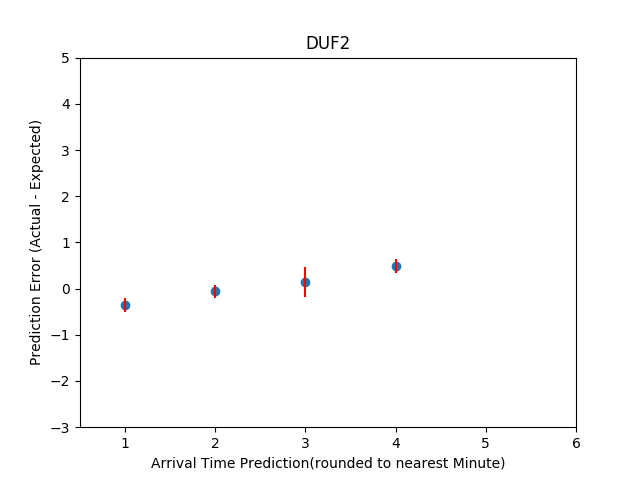 DUF2
5
4
3
2
1
0
−1
−2
−3
Prediction Error (Actual - Expected)
1 2 3 4 5 6
Arrival Time Prediction(rounded to nearest Minute)